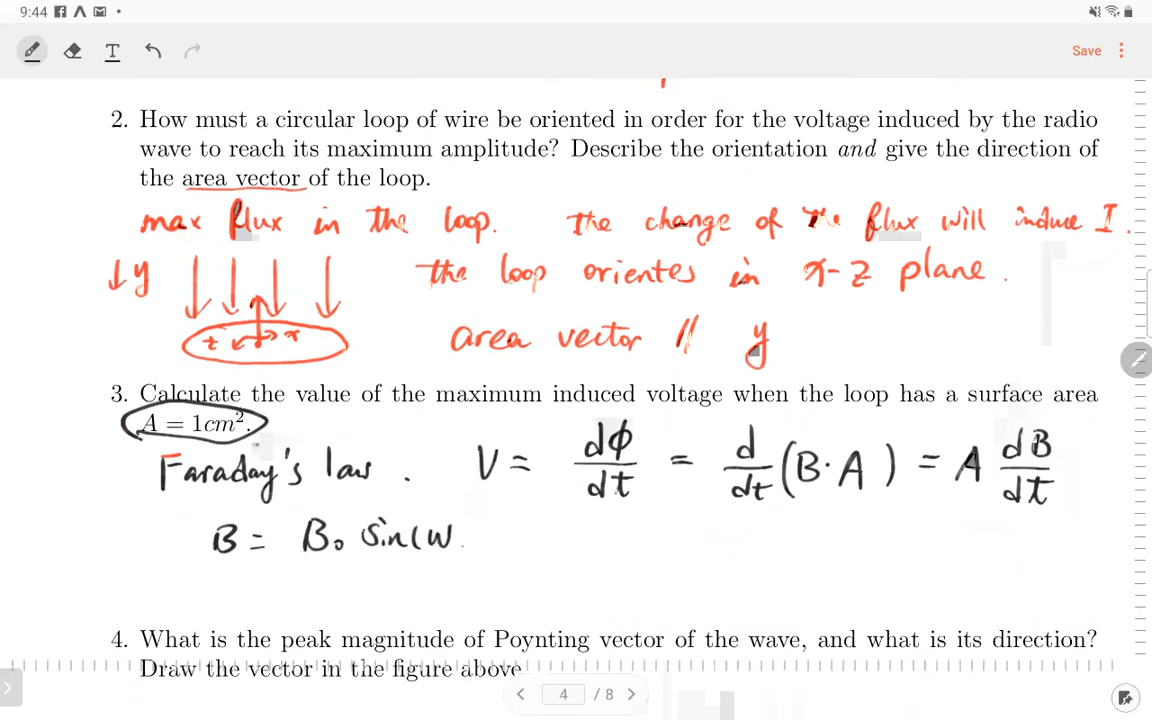 9:44
Save
2. How must a circular loop of wire be oriented in order for the voltage induced by the radio
wave to reach its maximum amplitude? Describe the orientation and give the direction of
the area vector of the loop.
max flux in the loop. The change of the flux will induce I.
↓y the loop orientes in x-z plane.
z x area vector // y
3. Calculate the value of the maximum induced voltage when the loop has a surface area
A = 1cm².
Faraday's law. V = dϕ/dt = d/dt (B·A) = A dB/dt
B = B₀ sin(w
4. What is the peak magnitude of Poynting vector of the wave, and what is its direction?
Draw the vector in the figure above
4 / 8